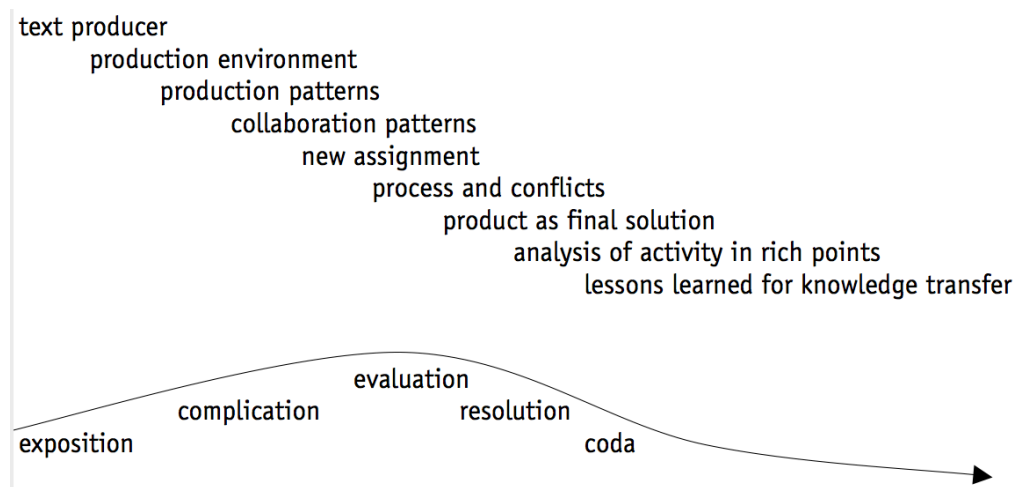 text producer
production environment
production patterns
collaboration patterns
new assignment
process and conflicts
product as final solution
analysis of activity in rich points
lessons learned for knowledge transfer
evaluation
complication resolution
exposition coda